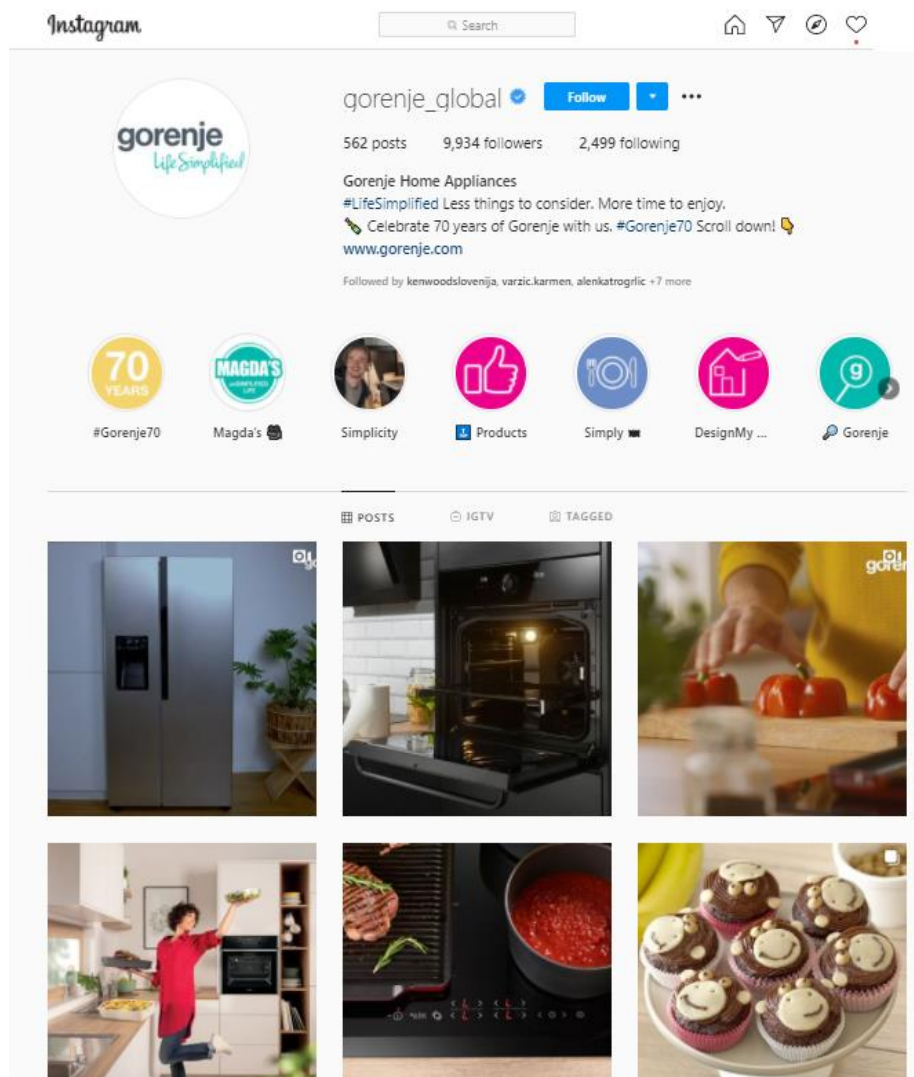 Instagram
Search
gorenje_global
Follow
562 posts 9,934 followers 2,499 following
gorenje
Life Simplified
Gorenje Home Appliances
#LifeSimplified Less things to consider. More time to enjoy.
🍾 Celebrate 70 years of Gorenje with us. #Gorenje70 Scroll down! 👇
www.gorenje.com
Followed by kenwoodslovenija, varzic.karmen, alenkatrogrlic +7 more
70
YEARS
MAGDA'S
LIFE
g
#Gorenje70 Magda's Simplicity Products Simply DesignMy ... 🔎 Gorenje
POSTS IGTV TAGGED